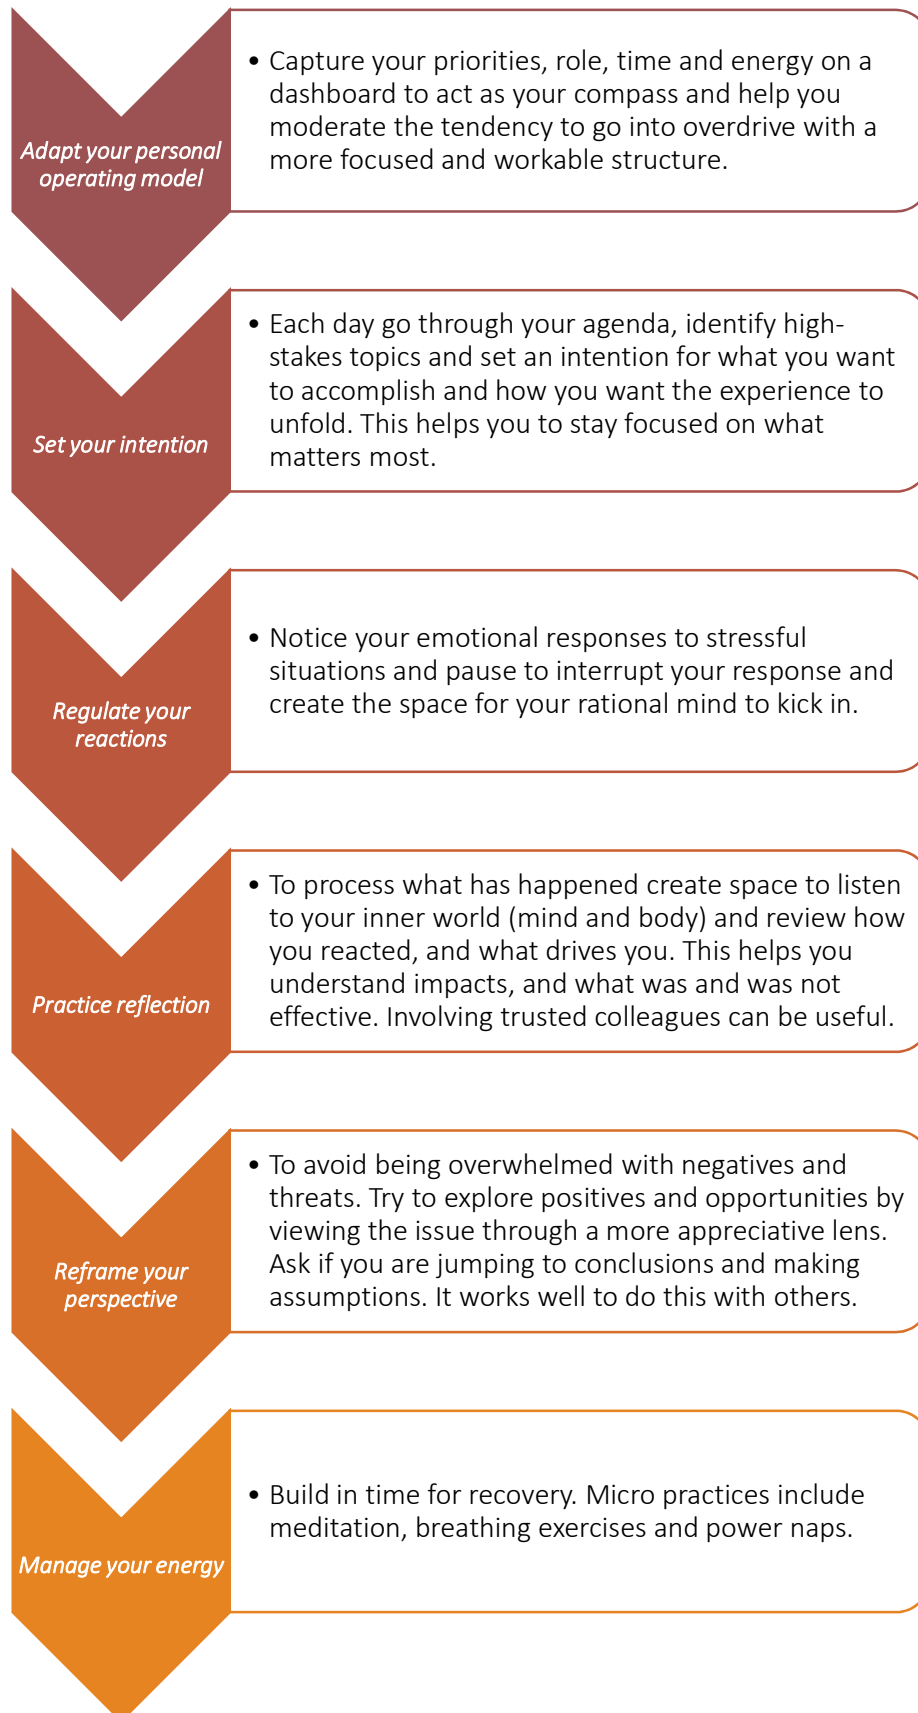 Adapt your personal
operating model
• Capture your priorities, role, time and energy on a
dashboard to act as your compass and help you
moderate the tendency to go into overdrive with a
more focused and workable structure.
Set your intention
• Each day go through your agenda, identify high-
stakes topics and set an intention for what you want
to accomplish and how you want the experience to
unfold. This helps you to stay focused on what
matters most.
Regulate your
reactions
• Notice your emotional responses to stressful
situations and pause to interrupt your response and
create the space for your rational mind to kick in.
Practice reflection
• To process what has happened create space to listen
to your inner world (mind and body) and review how
you reacted, and what drives you. This helps you
understand impacts, and what was and was not
effective. Involving trusted colleagues can be useful.
Reframe your
perspective
• To avoid being overwhelmed with negatives and
threats. Try to explore positives and opportunities by
viewing the issue through a more appreciative lens.
Ask if you are jumping to conclusions and making
assumptions. It works well to do this with others.
Manage your energy
• Build in time for recovery. Micro practices include
meditation, breathing exercises and power naps.